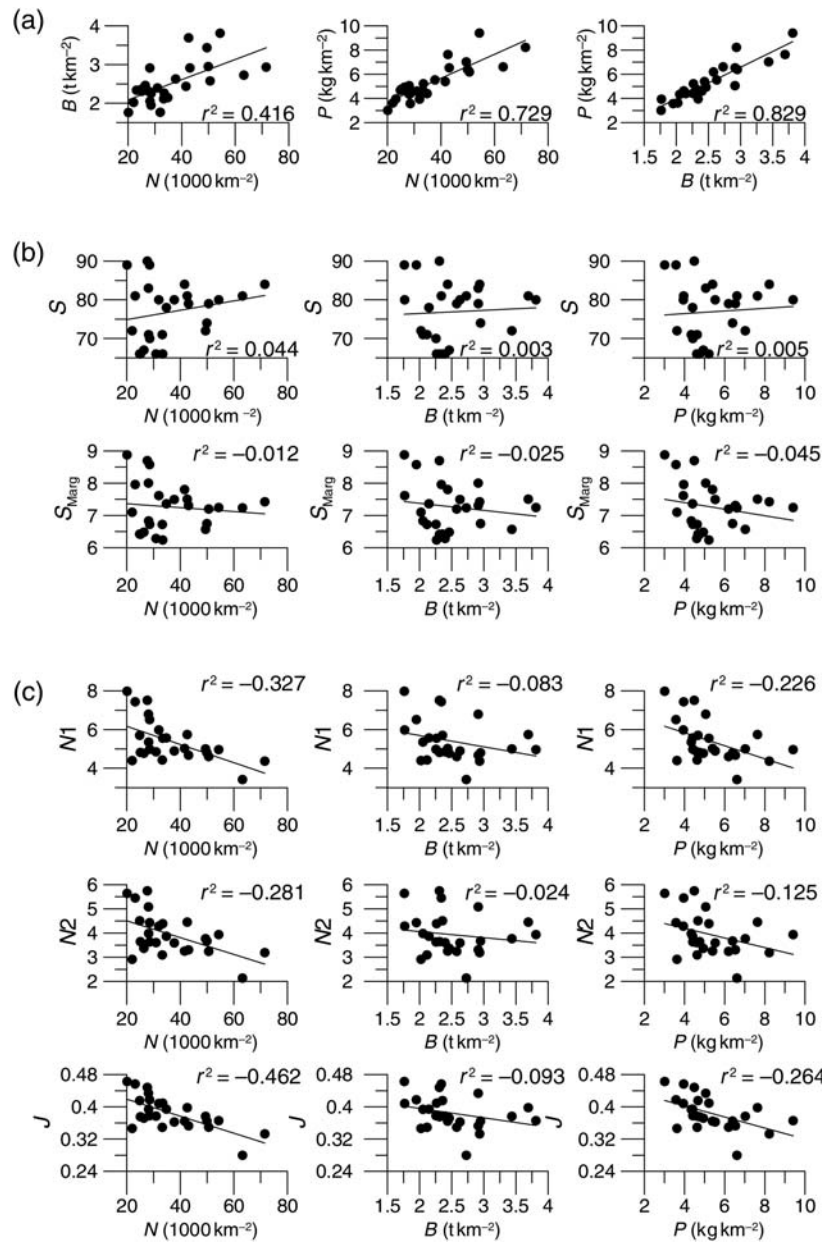 (a)
B (t km⁻²)
4
3
2
r² = 0.416
20 40 60 80
N (1000 km⁻²)
P (kg km⁻²)
10
8
6
4
2
r² = 0.729
20 40 60 80
N (1000 km⁻²)
P (kg km⁻²)
10
8
6
4
2
r² = 0.829
1.5 2 2.5 3 3.5 4
B (t km⁻²)
(b)
S
90
80
70
r² = 0.044
20 40 60 80
N (1000 km⁻²)
S
90
80
70
r² = 0.003
1.5 2 2.5 3 3.5 4
B (t km⁻²)
S
90
80
70
r² = 0.005
2 4 6 8 10
P (kg km⁻²)
S_Marg
9
8
7
6
r² = −0.012
20 40 60 80
N (1000 km⁻²)
S_Marg
9
8
7
6
r² = −0.025
1.5 2 2.5 3 3.5 4
B (t km⁻²)
S_Marg
9
8
7
6
r² = −0.045
2 4 6 8 10
P (kg km⁻²)
(c)
N1
8
6
4
r² = −0.327
20 40 60 80
N (1000 km⁻²)
N1
8
6
4
r² = −0.083
1.5 2 2.5 3 3.5 4
B (t km⁻²)
N1
8
6
4
r² = −0.226
2 4 6 8 10
P (kg km⁻²)
N2
6
5
4
3
2
r² = −0.281
20 40 60 80
N (1000 km⁻²)
N2
6
5
4
3
2
r² = −0.024
1.5 2 2.5 3 3.5 4
B (t km⁻²)
N2
6
5
4
3
2
r² = −0.125
2 4 6 8 10
P (kg km⁻²)
J
0.48
0.4
0.32
0.24
r² = −0.462
20 40 60 80
N (1000 km⁻²)
J
0.48
0.4
0.32
0.24
r² = −0.093
1.5 2 2.5 3 3.5 4
B (t km⁻²)
J
0.48
0.4
0.32
0.24
r² = −0.264
2 4 6 8 10
P (kg km⁻²)